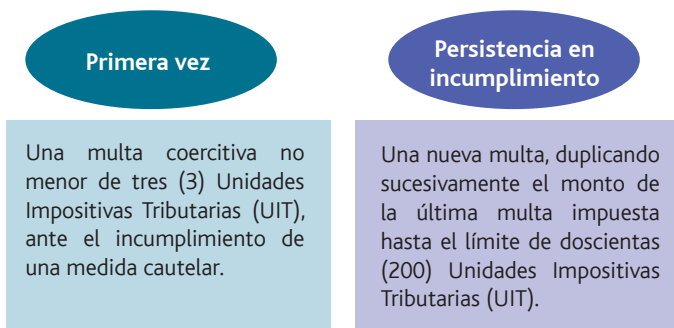 Primera vez
Una multa coercitiva no
menor de tres (3) Unidades
Impositivas Tributarias (UIT),
ante el incumplimiento de
una medida cautelar.
Persistencia en
incumplimiento
Una nueva multa, duplicando
sucesivamente el monto de
la última multa impuesta
hasta el límite de doscientas
(200) Unidades Impositivas
Tributarias (UIT).